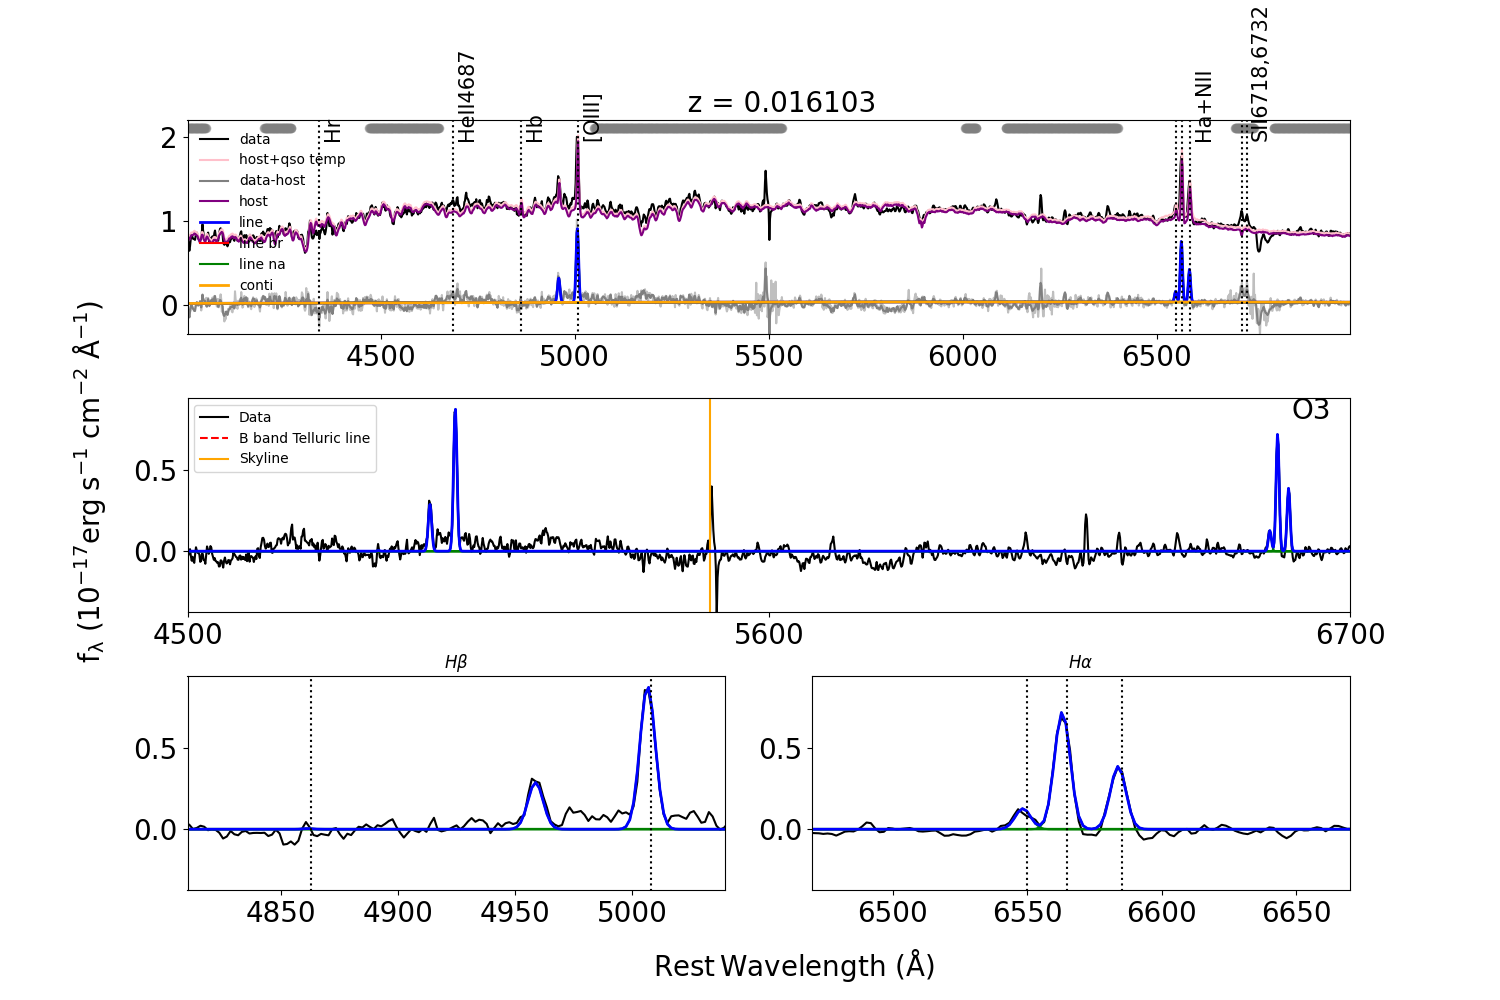 z = 0.016103
Hr
HeII4687
Hb
[OIII]
Ha+NII
SII6718,6732
data
host+qso temp
data-host
host
line
line br
line na
conti
2
1
0
4500
5000
5500
6000
6500
O3
Data
B band Telluric line
Skyline
0.5
0.0
4500
5600
6700
Hβ
0.5
0.0
4850
4900
4950
5000
Hα
0.5
0.0
6500
6550
6600
6650
fλ (10⁻¹⁷erg s⁻¹ cm⁻² Å⁻¹)
Rest Wavelength (Å)